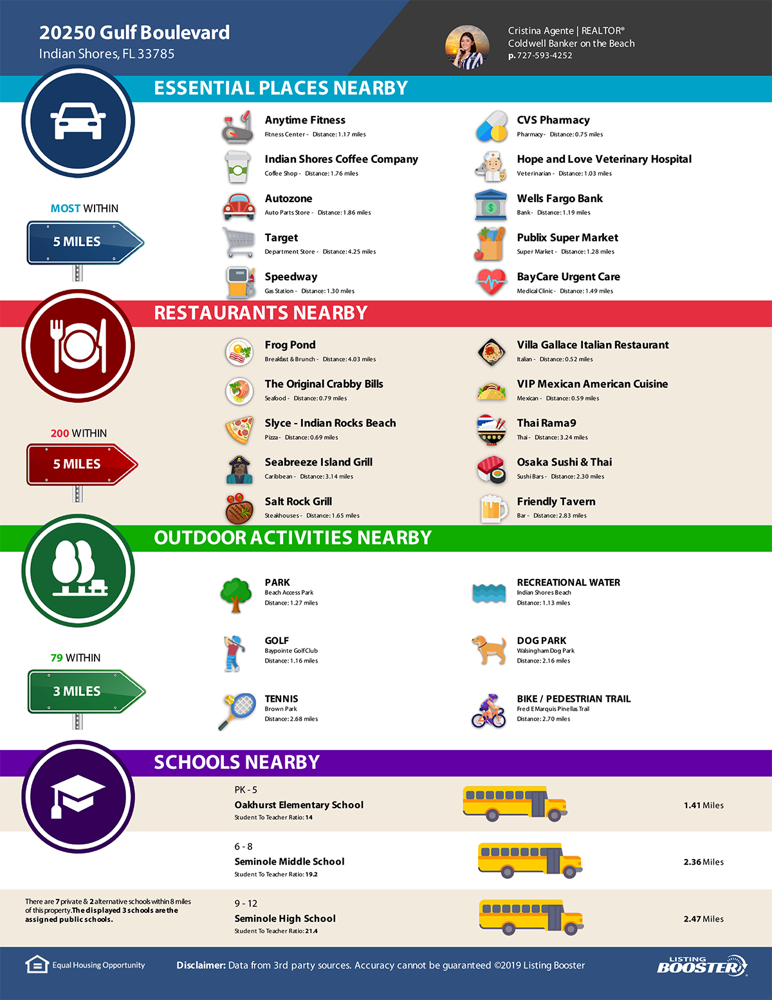 20250 Gulf Boulevard
Indian Shores, FL 33785
Cristina Agente | REALTOR®
Coldwell Banker on the Beach
p. 727-593-4252
ESSENTIAL PLACES NEARBY
MOST WITHIN
5 MILES
Anytime Fitness
Fitness Center - Distance: 1.17 miles
CVS Pharmacy
Pharmacy - Distance: 0.75 miles
Indian Shores Coffee Company
Coffee Shop - Distance: 1.76 miles
Hope and Love Veterinary Hospital
Veterinarian - Distance: 1.03 miles
Autozone
Auto Parts Store - Distance: 1.86 miles
Wells Fargo Bank
Bank - Distance: 1.19 miles
Target
Department Store - Distance: 4.25 miles
Publix Super Market
Super Market - Distance: 1.28 miles
Speedway
Gas Station - Distance: 1.30 miles
BayCare Urgent Care
Medical Clinic - Distance: 1.49 miles
RESTAURANTS NEARBY
200 WITHIN
5 MILES
Frog Pond
Breakfast & Brunch - Distance: 4.03 miles
Villa Gallace Italian Restaurant
Italian - Distance: 0.52 miles
The Original Crabby Bills
Seafood - Distance: 0.79 miles
VIP Mexican American Cuisine
Mexican - Distance: 0.59 miles
Slyce - Indian Rocks Beach
Pizza - Distance: 0.69 miles
Thai Rama9
Thai - Distance: 3.24 miles
Seabreeze Island Grill
Caribbean - Distance: 3.14 miles
Osaka Sushi & Thai
Sushi Bars - Distance: 2.30 miles
Salt Rock Grill
Steakhouses - Distance: 1.65 miles
Friendly Tavern
Bar - Distance: 2.83 miles
OUTDOOR ACTIVITIES NEARBY
79 WITHIN
3 MILES
PARK
Beach Access Park
Distance: 1.27 miles
RECREATIONAL WATER
Indian Shores Beach
Distance: 1.13 miles
GOLF
Baypointe Golf Club
Distance: 1.16 miles
DOG PARK
Walsingham Dog Park
Distance: 2.16 miles
TENNIS
Brown Park
Distance: 2.68 miles
BIKE / PEDESTRIAN TRAIL
Fred E Marquis Pinellas Trail
Distance: 2.70 miles
SCHOOLS NEARBY
PK - 5
Oakhurst Elementary School
Student To Teacher Ratio: 14
1.41 Miles
6 - 8
Seminole Middle School
Student To Teacher Ratio: 19.2
2.36 Miles
9 - 12
Seminole High School
Student To Teacher Ratio: 21.4
2.47 Miles
There are 7 private & 2 alternative schools within 8 miles
of this property. The displayed 3 schools are the
assigned public schools.
Equal Housing Opportunity
Disclaimer: Data from 3rd party sources. Accuracy cannot be guaranteed ©2019 Listing Booster
LISTING
BOOSTER